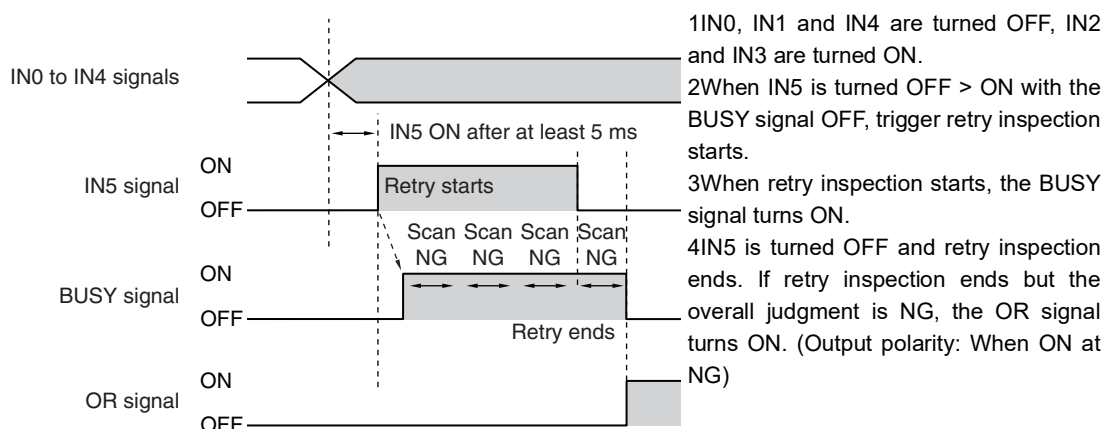 IN0 to IN4 signals
IN5 ON after at least 5 ms
IN5 signal
ON
OFF
Retry starts
Scan Scan Scan Scan
NG NG NG NG
BUSY signal
ON
OFF
Retry ends
OR signal
ON
OFF
1IN0, IN1 and IN4 are turned OFF, IN2
and IN3 are turned ON.
2When IN5 is turned OFF > ON with the
BUSY signal OFF, trigger retry inspection
starts.
3When retry inspection starts, the BUSY
signal turns ON.
4IN5 is turned OFF and retry inspection
ends. If retry inspection ends but the
overall judgment is NG, the OR signal
turns ON. (Output polarity: When ON at
NG)